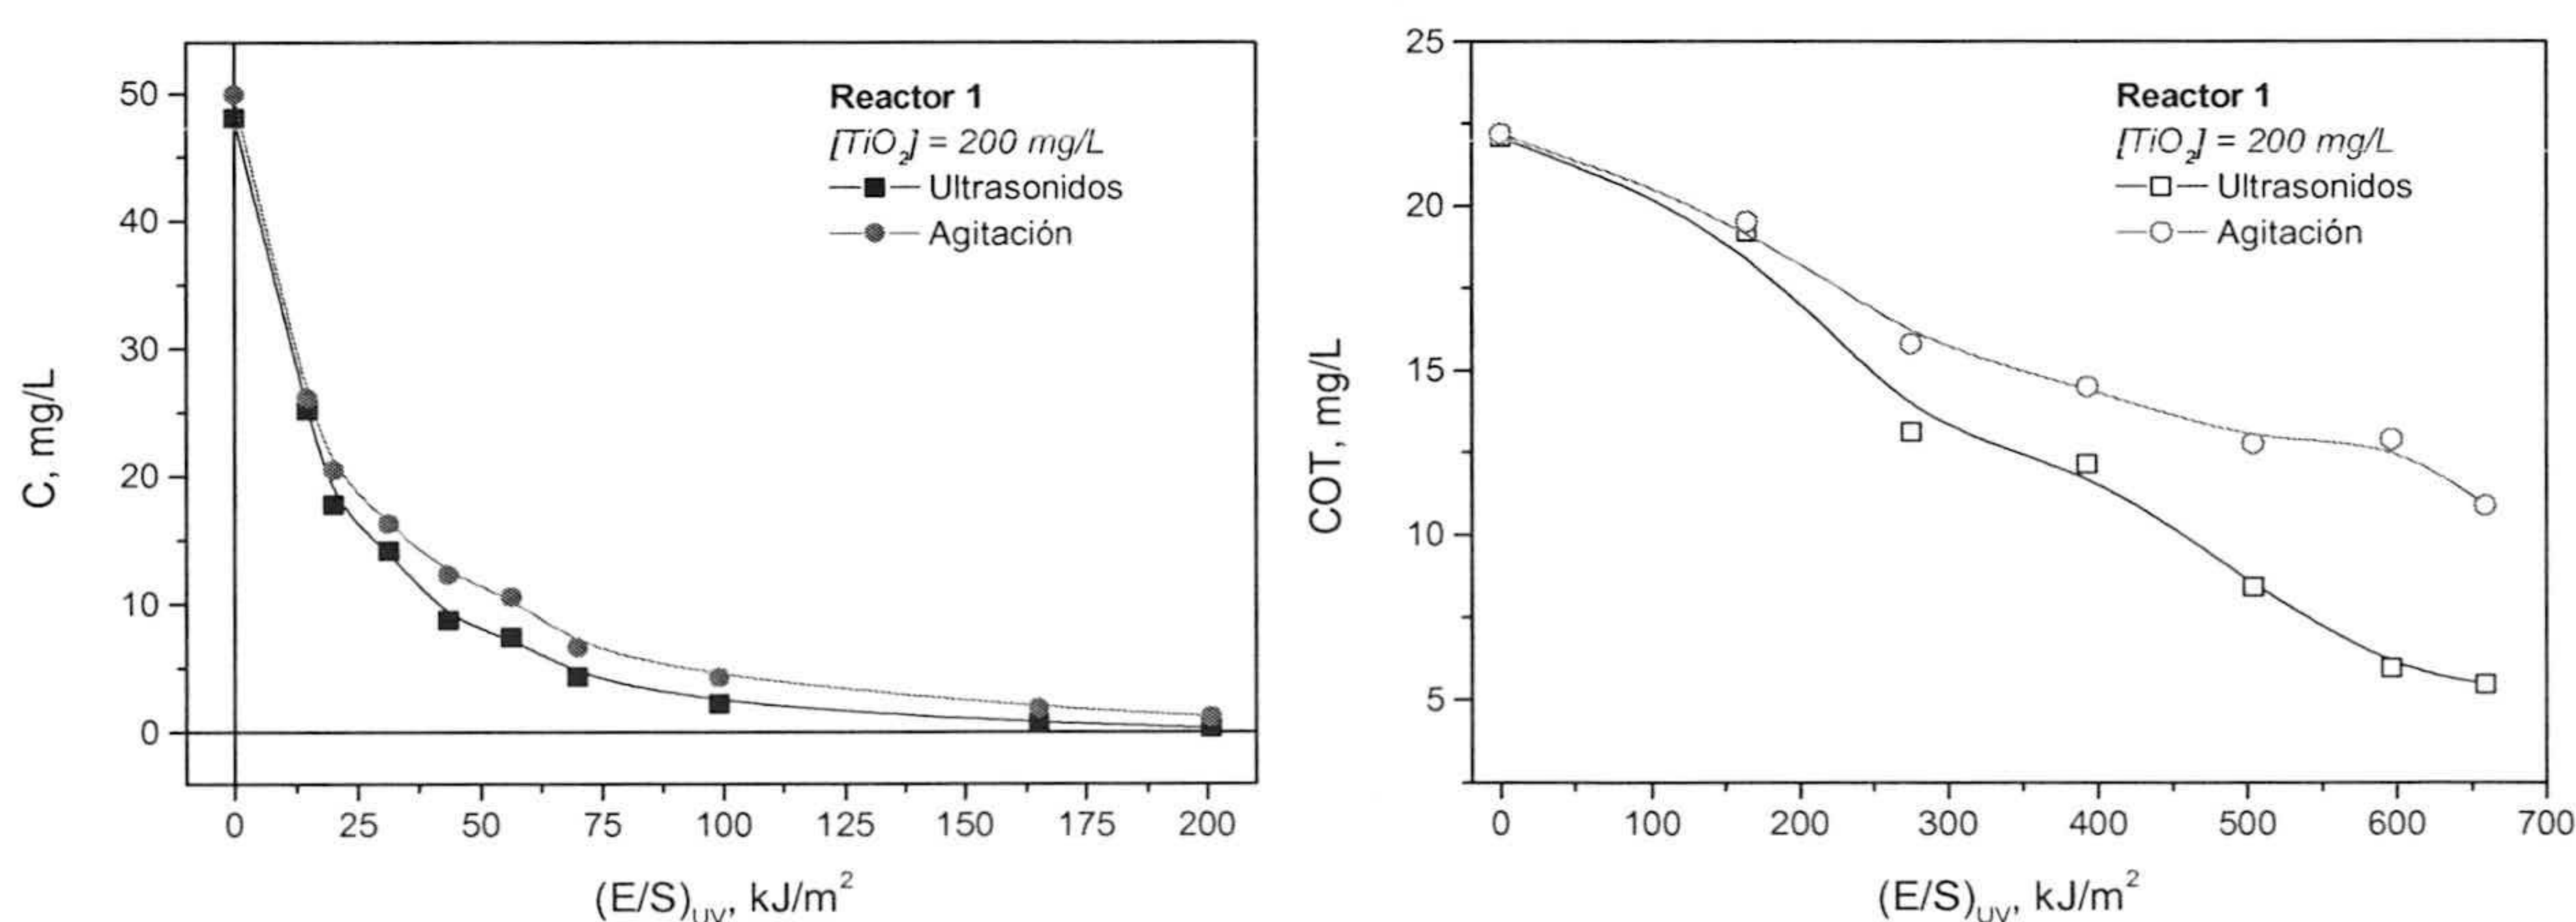 50
40
30
20
10
0
C, mg/L
Reactor 1
[TiO2] = 200 mg/L
Ultrasonidos
Agitación
0 25 50 75 100 125 150 175 200
(E/S)UV, kJ/m²
25
20
15
10
5
COT, mg/L
Reactor 1
[TiO2] = 200 mg/L
Ultrasonidos
Agitación
0 100 200 300 400 500 600 700
(E/S)UV, kJ/m²